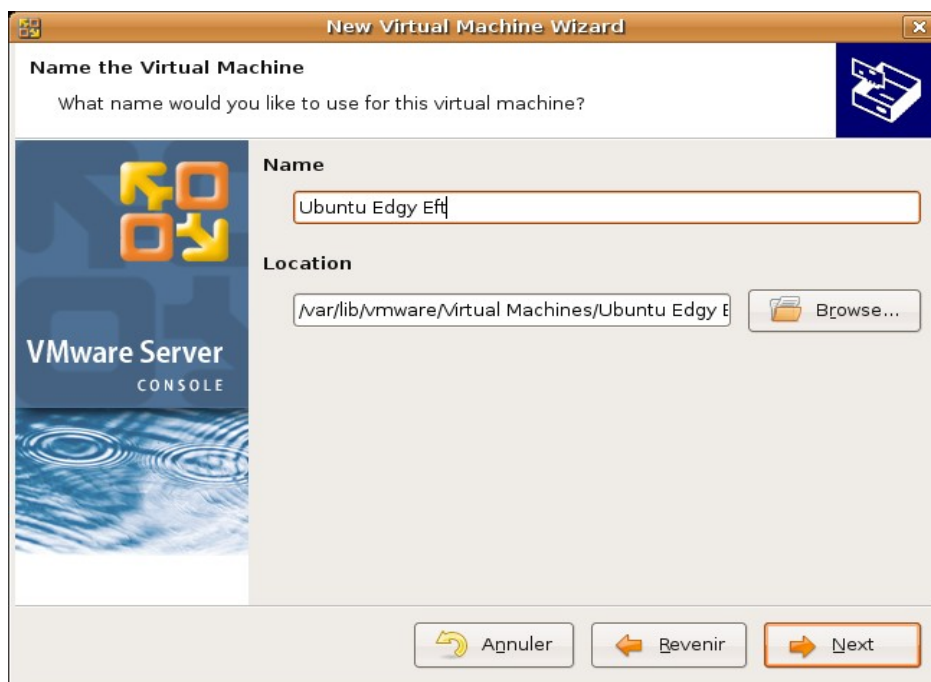 New Virtual Machine Wizard
Name the Virtual Machine
What name would you like to use for this virtual machine?
Name
Ubuntu Edgy Eft
Location
/var/lib/vmware/Virtual Machines/Ubuntu Edgy E
Browse...
VMware Server
CONSOLE
Annuler
Revenir
Next